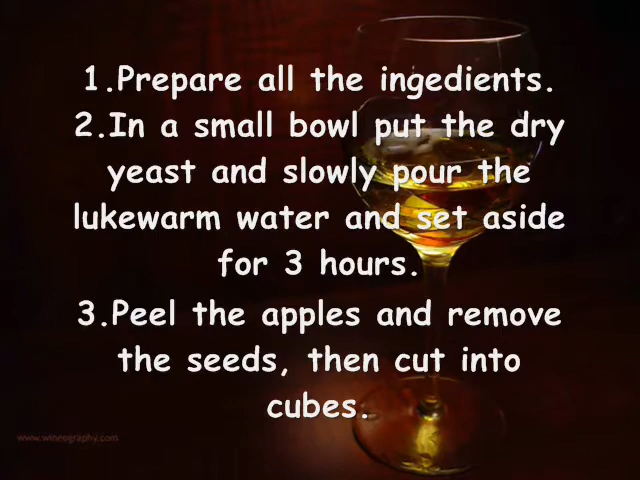 1.Prepare all the ingedients.
2.In a small bowl put the dry
yeast and slowly pour the
lukewarm water and set aside
for 3 hours.
3.Peel the apples and remove
the seeds, then cut into
cubes.
www.wineography.com